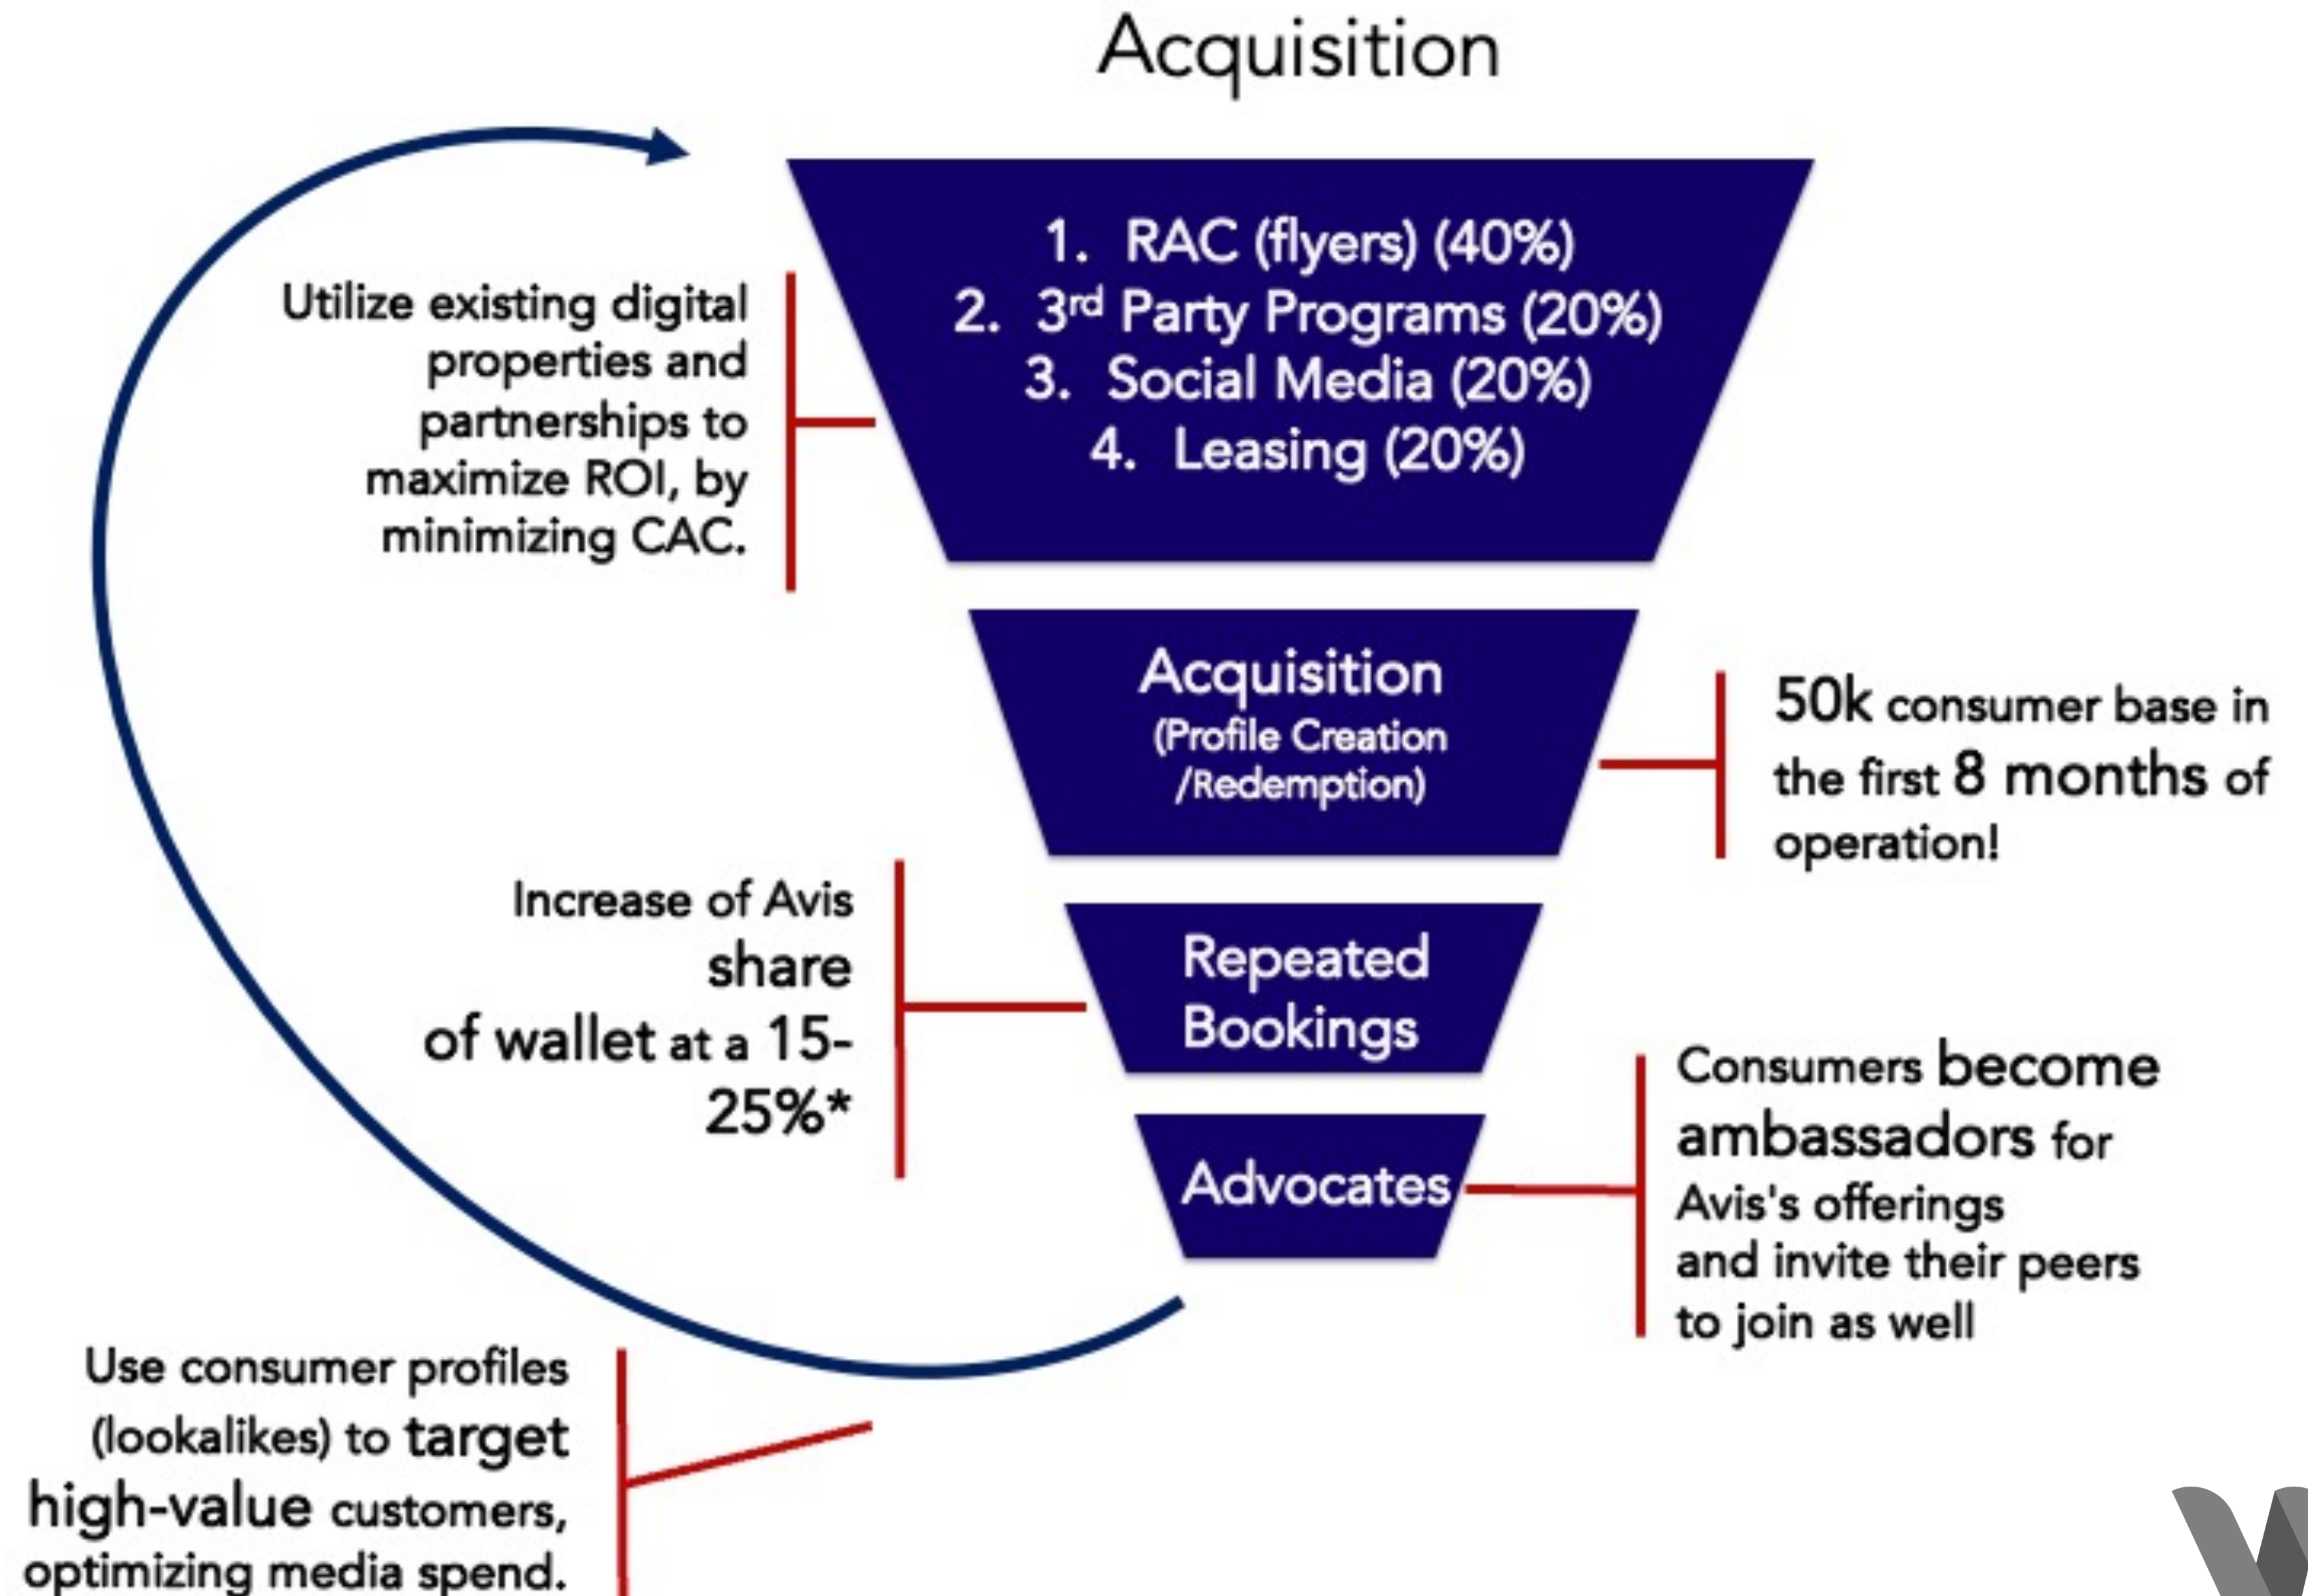 Acquisition
1. RAC (flyers) (40%)
2. 3rd Party Programs (20%)
3. Social Media (20%)
4. Leasing (20%)
Utilize existing digital
properties and
partnerships to
maximize ROI, by
minimizing CAC.
Acquisition
(Profile Creation
/Redemption)
50k consumer base in
the first 8 months of
operation!
Increase of Avis
share
of wallet at a 15-
25%*
Repeated
Bookings
Advocates
Consumers become
ambassadors for
Avis's offerings
and invite their peers
to join as well
Use consumer profiles
(lookalikes) to target
high-value customers,
optimizing media spend.